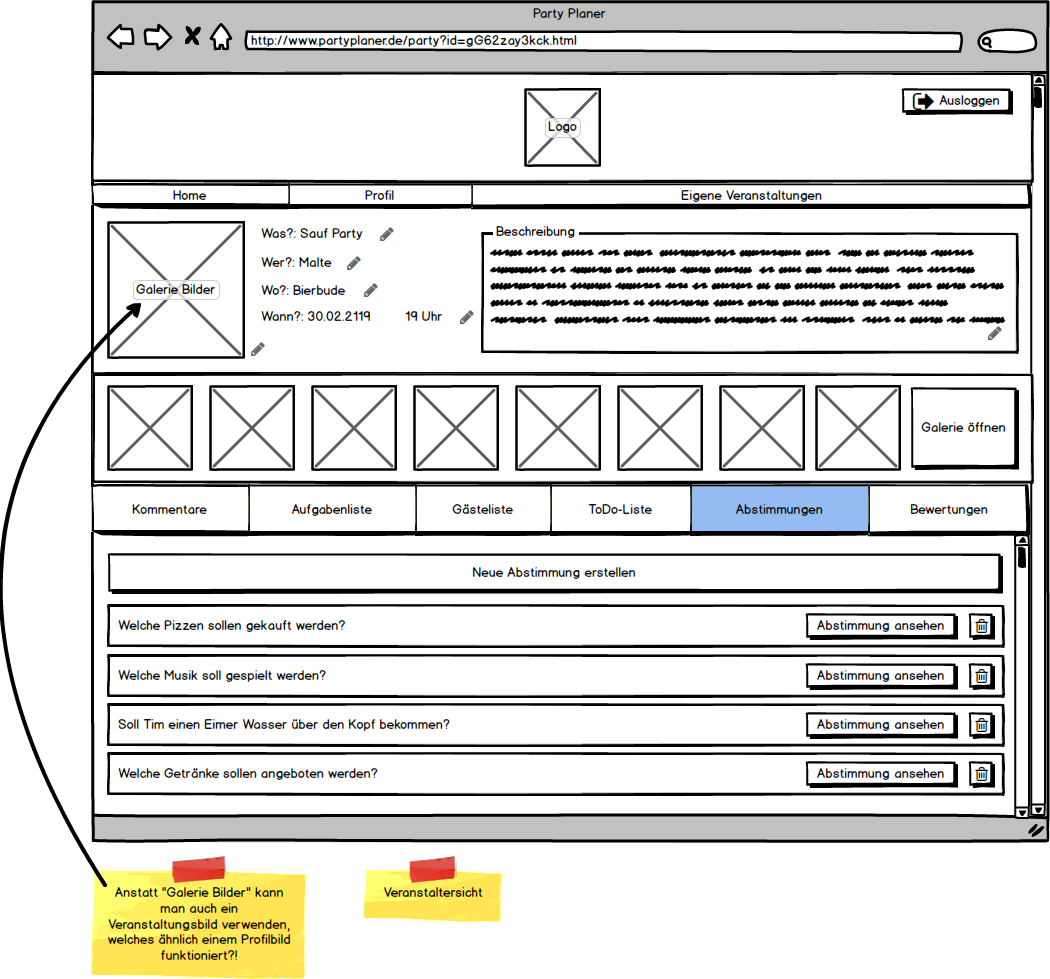 Party Planer
http://www.partyplaner.de/party?id=gG62zay3kck.html
Logo
Ausloggen
Home
Profil
Eigene Veranstaltungen
Galerie Bilder
Was?: Sauf Party
Wer?: Malte
Wo?: Bierbude
Wann?: 30.02.2119 19 Uhr
Beschreibung
Galerie öffnen
Kommentare
Aufgabenliste
Gästeliste
ToDo-Liste
Abstimmungen
Bewertungen
Neue Abstimmung erstellen
Welche Pizzen sollen gekauft werden?
Abstimmung ansehen
Welche Musik soll gespielt werden?
Abstimmung ansehen
Soll Tim einen Eimer Wasser über den Kopf bekommen?
Abstimmung ansehen
Welche Getränke sollen angeboten werden?
Abstimmung ansehen
Anstatt "Galerie Bilder" kann
man auch ein
Veranstaltungsbild verwenden,
welches ähnlich einem Profilbild
funktioniert?!
Veranstaltersicht